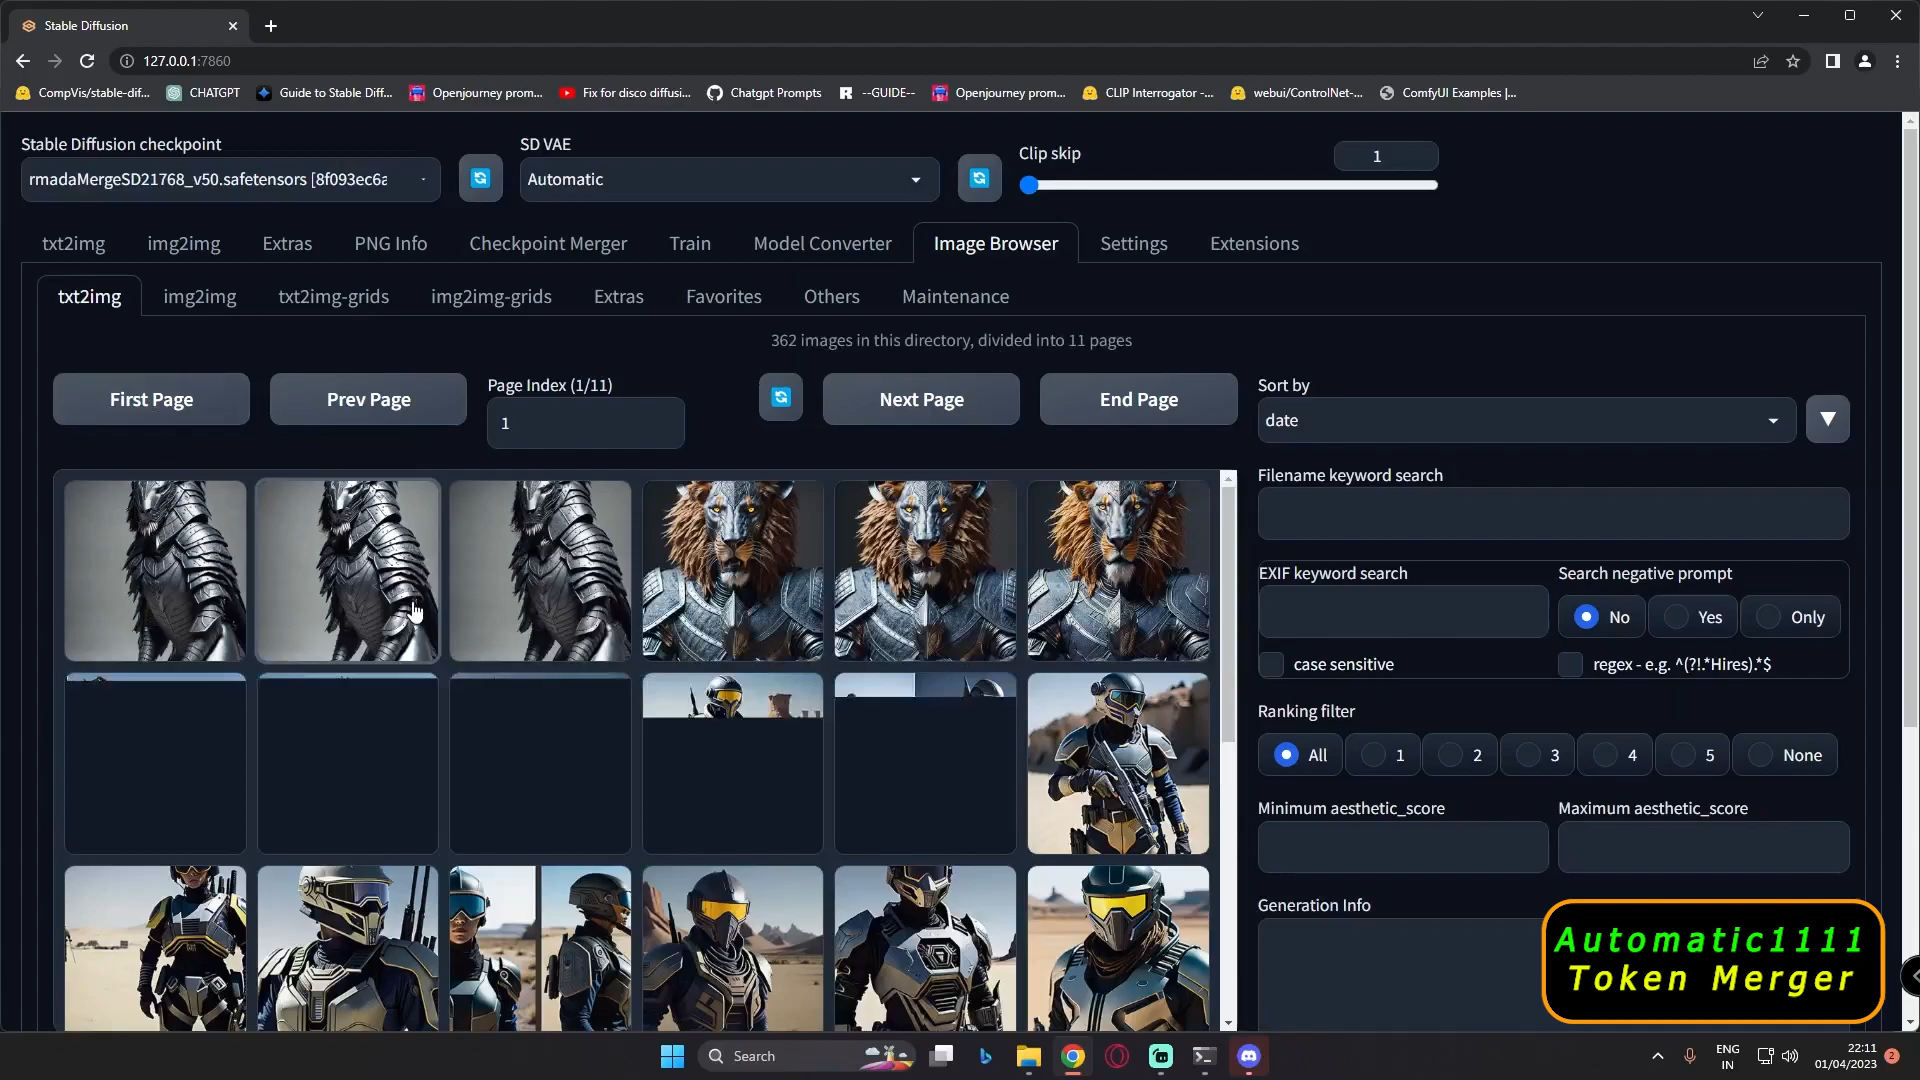 Stable Diffusion
127.0.0.1:7860
CompVis/stable-dif...
CHATGPT
Guide to Stable Diff...
Openjourney prom...
Fix for disco diffusi...
Chatgpt Prompts
--GUIDE--
Openjourney prom...
CLIP Interrogator -...
webui/ControlNet-...
ComfyUI Examples |...
Stable Diffusion checkpoint
SD VAE
Clip skip
1
rmadaMergeSD21768_v50.safetensors [8f093ec6a
Automatic
txt2img
img2img
Extras
PNG Info
Checkpoint Merger
Train
Model Converter
Image Browser
Settings
Extensions
txt2img
img2img
txt2img-grids
img2img-grids
Extras
Favorites
Others
Maintenance
362 images in this directory, divided into 11 pages
First Page
Prev Page
Page Index (1/11)
1
Next Page
End Page
Sort by
date
Filename keyword search
EXIF keyword search
Search negative prompt
No
Yes
Only
case sensitive
regex - e.g. ^(?!.*Hires).*$
Ranking filter
All
1
2
3
4
5
None
Minimum aesthetic_score
Maximum aesthetic_score
Generation Info
Automatic1111
Token Merger
Search
ENG
IN
22:11
01/04/2023
2